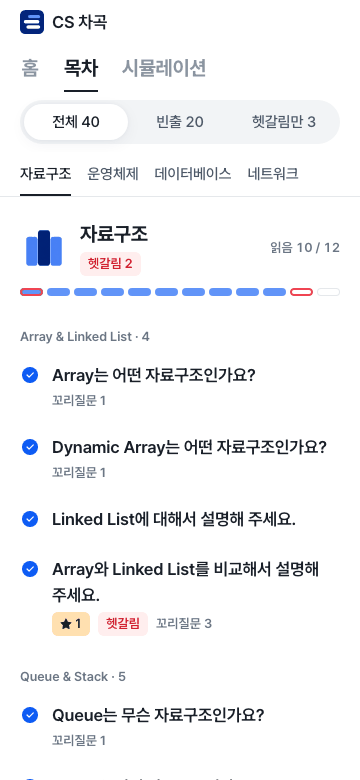 CS 차곡
홈 목차 시뮬레이션
전체 40 빈출 20 헷갈림만 3
자료구조 운영체제 데이터베이스 네트워크
자료구조
헷갈림 2
읽음 10 / 12
Array & Linked List · 4
Array는 어떤 자료구조인가요?
꼬리질문 1
Dynamic Array는 어떤 자료구조인가요?
꼬리질문 1
Linked List에 대해서 설명해 주세요.
Array와 Linked List를 비교해서 설명해
주세요.
★ 1 헷갈림 꼬리질문 3
Queue & Stack · 5
Queue는 무슨 자료구조인가요?
꼬리질문 1